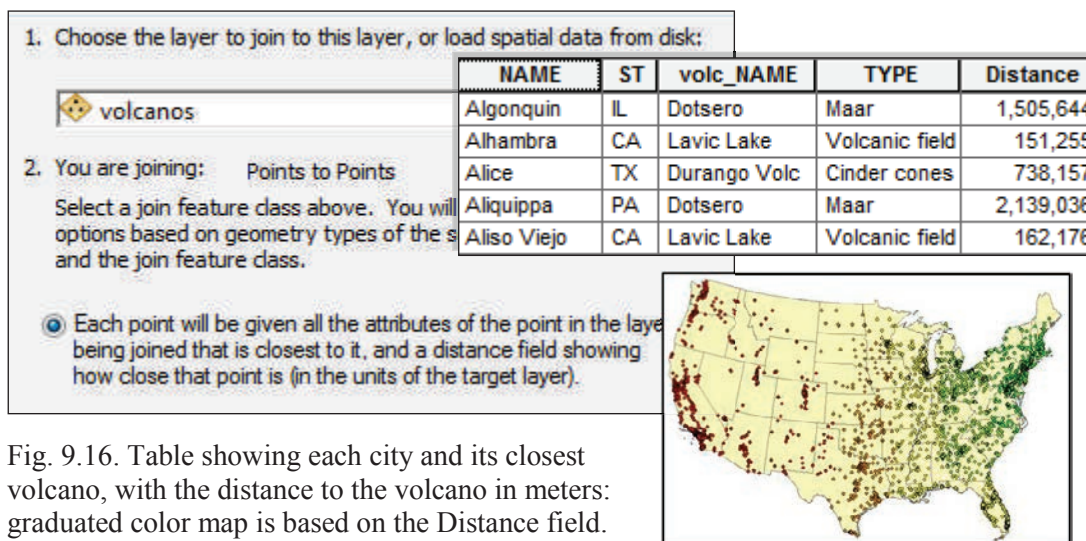 1. Choose the layer to join to this layer, or load spatial data from disk:
volcanos
2. You are joining: Points to Points
Select a join feature class above. You will
options based on geometry types of the s
and the join feature class.
Each point will be given all the attributes of the point in the laye
being joined that is closest to it, and a distance field showing
how close that point is (in the units of the target layer).
NAME ST volc_NAME TYPE Distance
Algonquin IL Dotsero Maar 1,505,644
Alhambra CA Lavic Lake Volcanic field 151,255
Alice TX Durango Volc Cinder cones 738,157
Aliquippa PA Dotsero Maar 2,139,036
Aliso Viejo CA Lavic Lake Volcanic field 162,176
Fig. 9.16. Table showing each city and its closest
volcano, with the distance to the volcano in meters:
graduated color map is based on the Distance field.